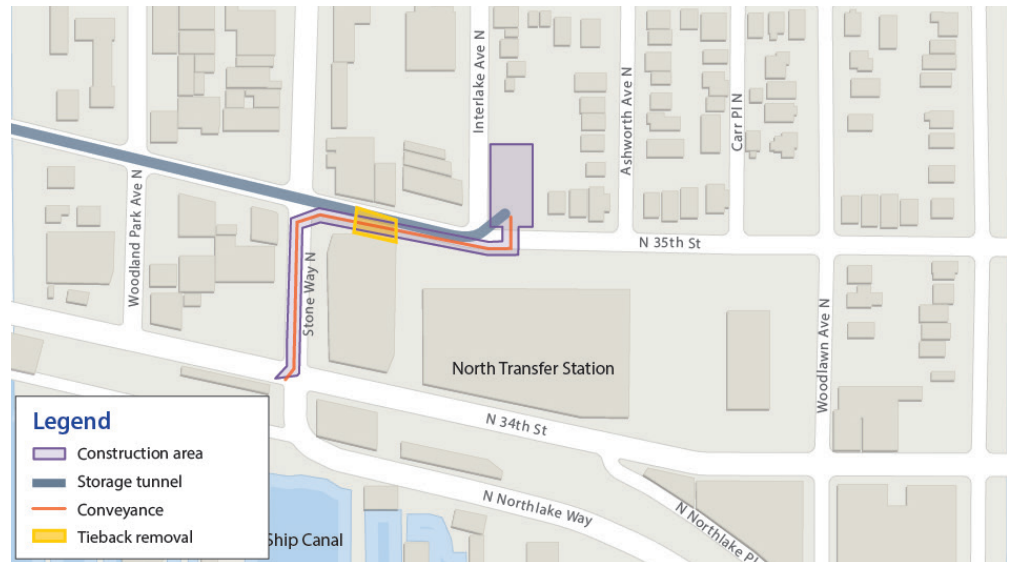 Interlake Ave N
Ashworth Ave N
Carr Pl N
Woodland Park Ave N
N 35th St
Stone Way N
Woodlawn Ave N
North Transfer Station
N 34th St
Legend
Construction area
Storage tunnel
Conveyance
Tieback removal
N Northlake Way
N Northlake Pl
Ship Canal